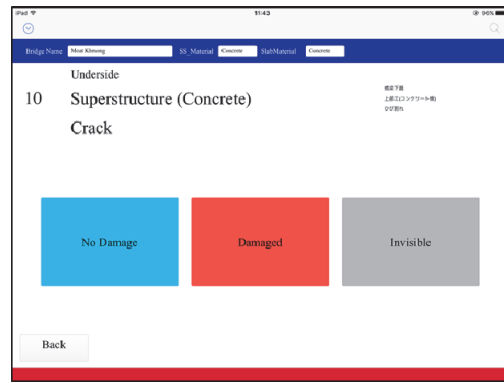 iPad 11:43 96%
Bridge Name Moat Khmong SS_Material Concrete SlabMaterial Concrete
Underside
10 Superstructure (Concrete)
Crack
橋梁下面
上部工(コンクリート橋)
ひび割れ
No Damage Damaged Invisible
Back